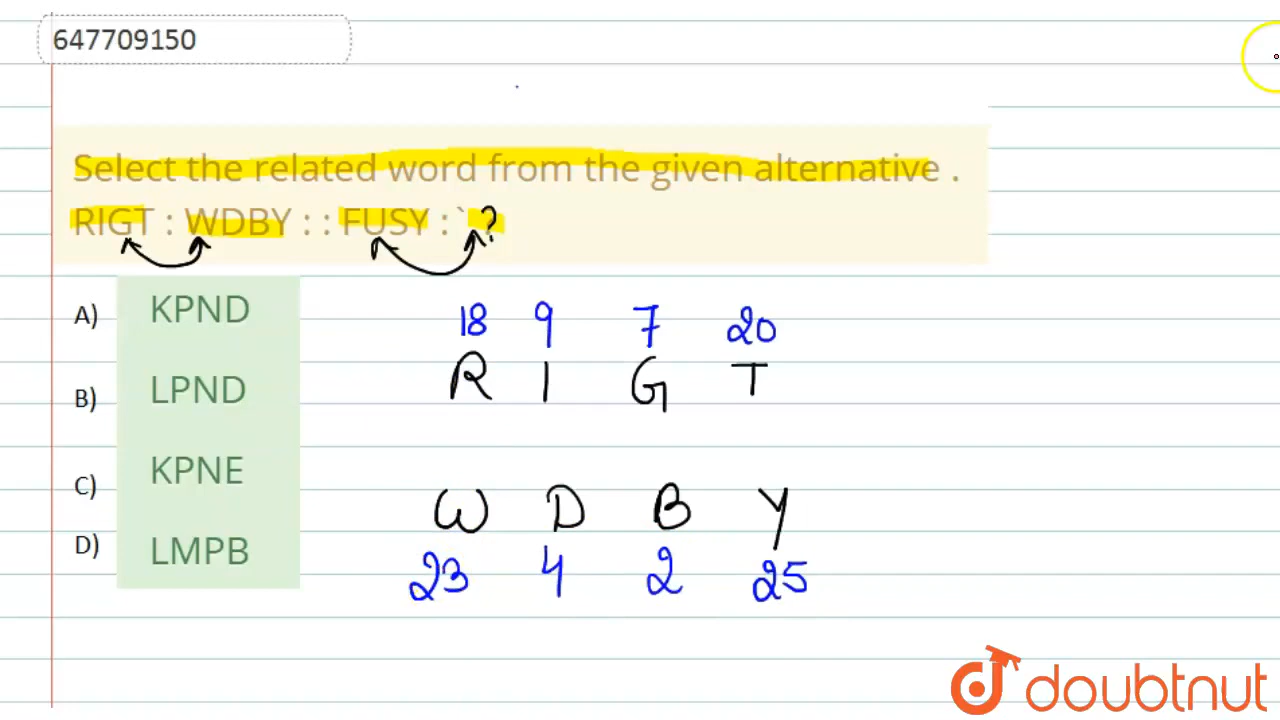 647709150
Select the related word from the given alternative .
RIGT : WDBY : : FUSY :` ?
A) KPND
B) LPND
C) KPNE
D) LMPB
18 9 7 20
R I G T
W D B Y
23 4 2 25
doubtnut